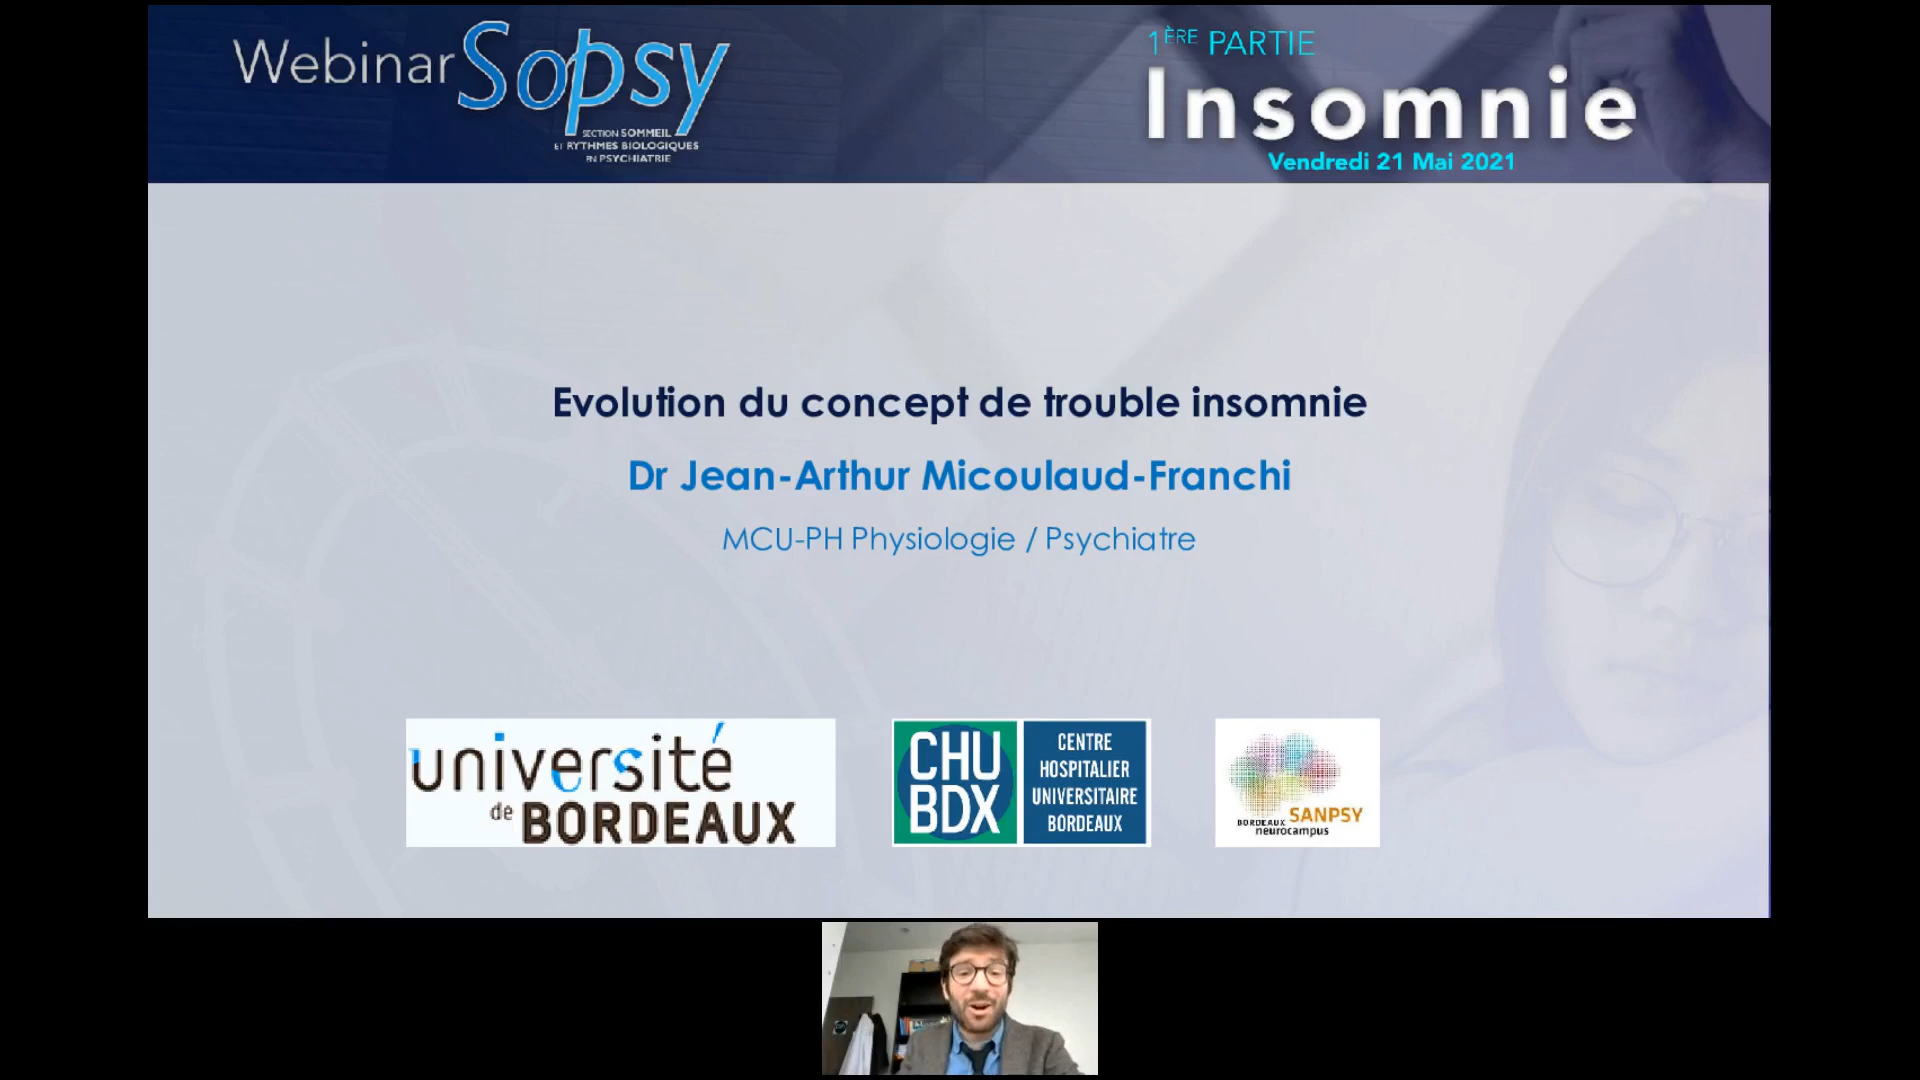 Webinar Sopsy
SECTION SOMMEIL
ET RYTHMES BIOLOGIQUES
EN PSYCHIATRIE
1ÈRE PARTIE
Insomnie
Vendredi 21 Mai 2021
Evolution du concept de trouble insomnie
Dr Jean-Arthur Micoulaud-Franchi
MCU-PH Physiologie / Psychiatre
université
de BORDEAUX
CHU
BDX
CENTRE
HOSPITALIER
UNIVERSITAIRE
BORDEAUX
BORDEAUX SANPSY
neurocampus